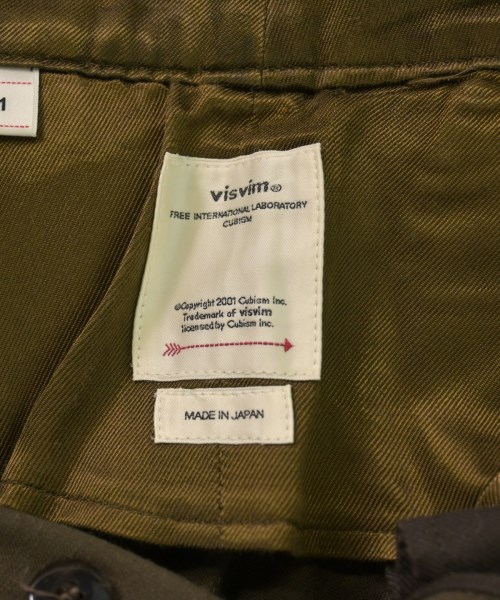 1
visvim®
FREE INTERNATIONAL LABORATORY
CUBISM
©Copyright 2001 Cubism Inc.
Trademark of visvim
licensed by Cubism Inc.
MADE IN JAPAN